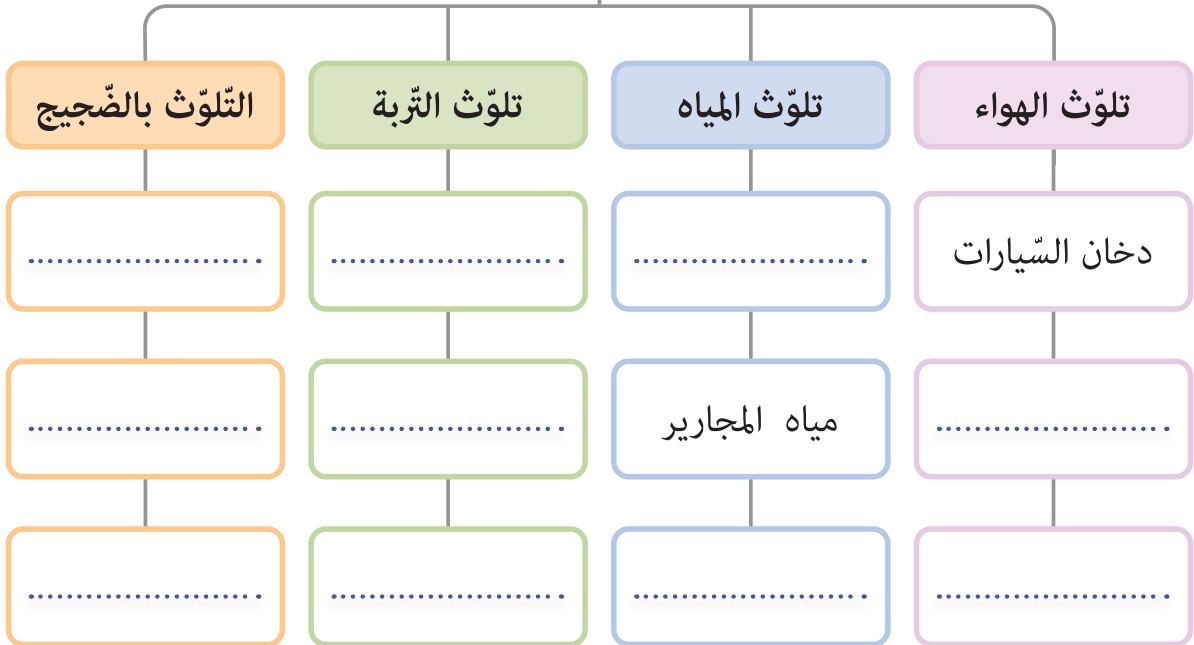 تلوّث الهواء
تلوّث المياه
تلوّث التّربة
التّلوّث بالضّجيج
دخان السّيارات
مياه المجارير